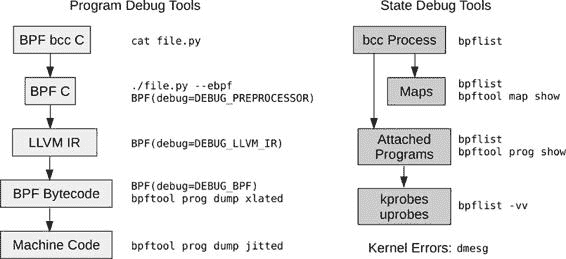 Program Debug Tools
BPF bcc C
cat file.py
BPF C
./file.py --ebpf
BPF(debug=DEBUG_PREPROCESSOR)
LLVM IR
BPF(debug=DEBUG_LLVM_IR)
BPF Bytecode
BPF(debug=DEBUG_BPF)
bpftool prog dump xlated
Machine Code
bpftool prog dump jitted
State Debug Tools
bcc Process
bpflist
Maps
bpflist
bpftool map show
Attached
Programs
bpflist
bpftool prog show
kprobes
uprobes
bpflist -vv
Kernel Errors: dmesg